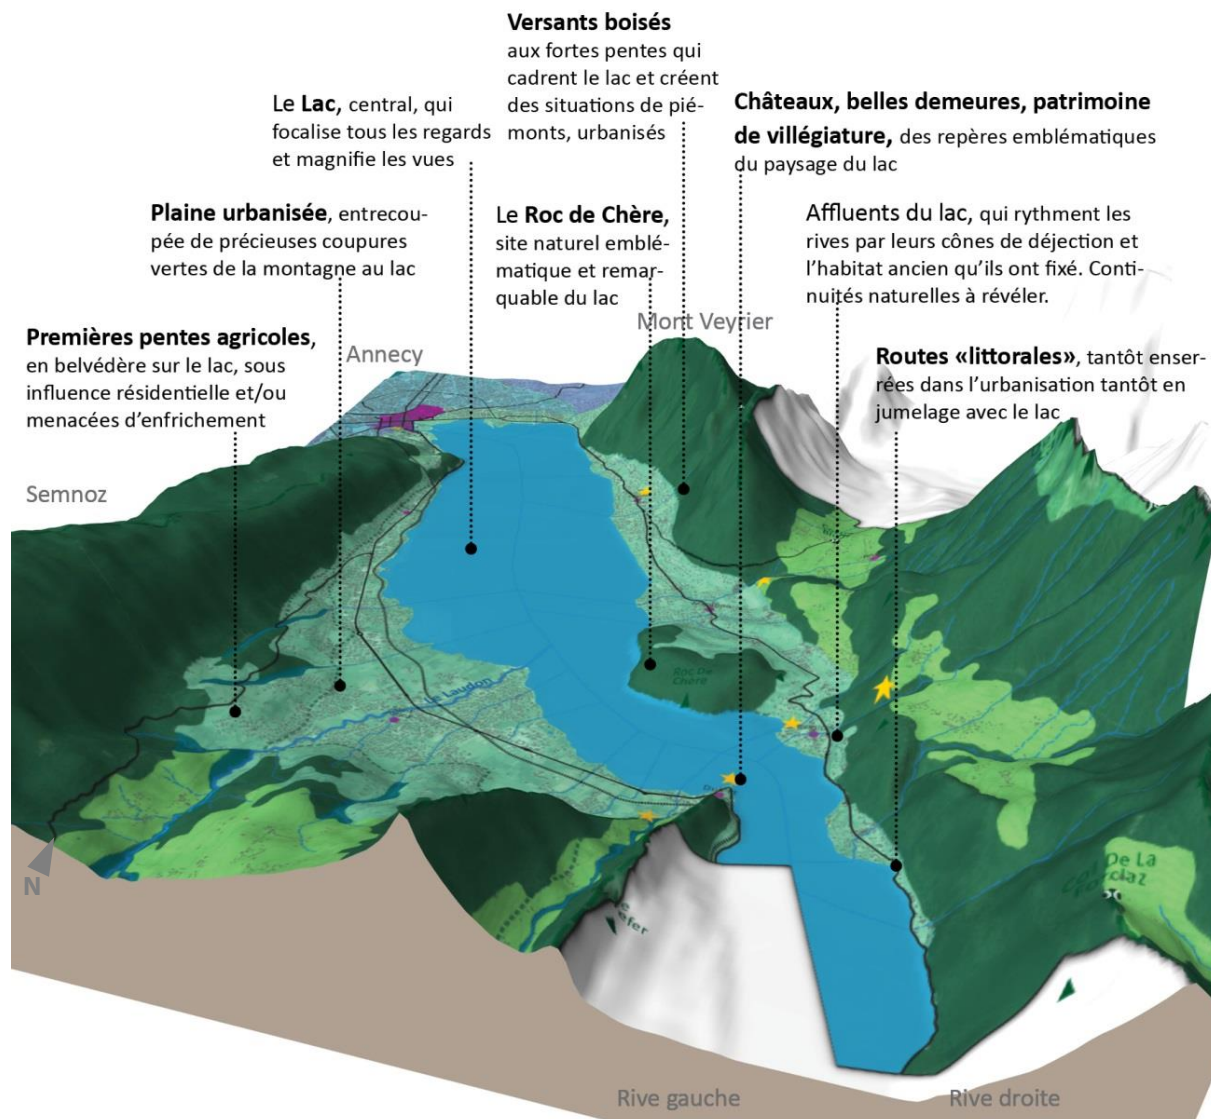 Versants boisés
aux fortes pentes qui
cadrent le lac et créent
des situations de pié-
monts, urbanisés
Le Lac, central, qui
focalise tous les regards
et magnifie les vues
Châteaux, belles demeures, patrimoine
de villégiature, des repères emblématiques
du paysage du lac
Plaine urbanisée, entrecou-
pée de précieuses coupures
vertes de la montagne au lac
Le Roc de Chère,
site naturel emblé-
matique et remar-
quable du lac
Affluents du lac, qui rythment les
rives par leurs cônes de déjection et
l'habitat ancien qu'ils ont fixé. Conti-
nuités naturelles à révéler.
Premières pentes agricoles,
en belvédère sur le lac, sous
influence résidentielle et/ou
menacées d'enfrichement
Annecy
Mont Veyrier
Routes «littorales», tantôt enser-
rées dans l'urbanisation tantôt en
jumelage avec le lac
Semnoz
Roc De
Chere
Laudon
De La
N
Rive gauche
Rive droite